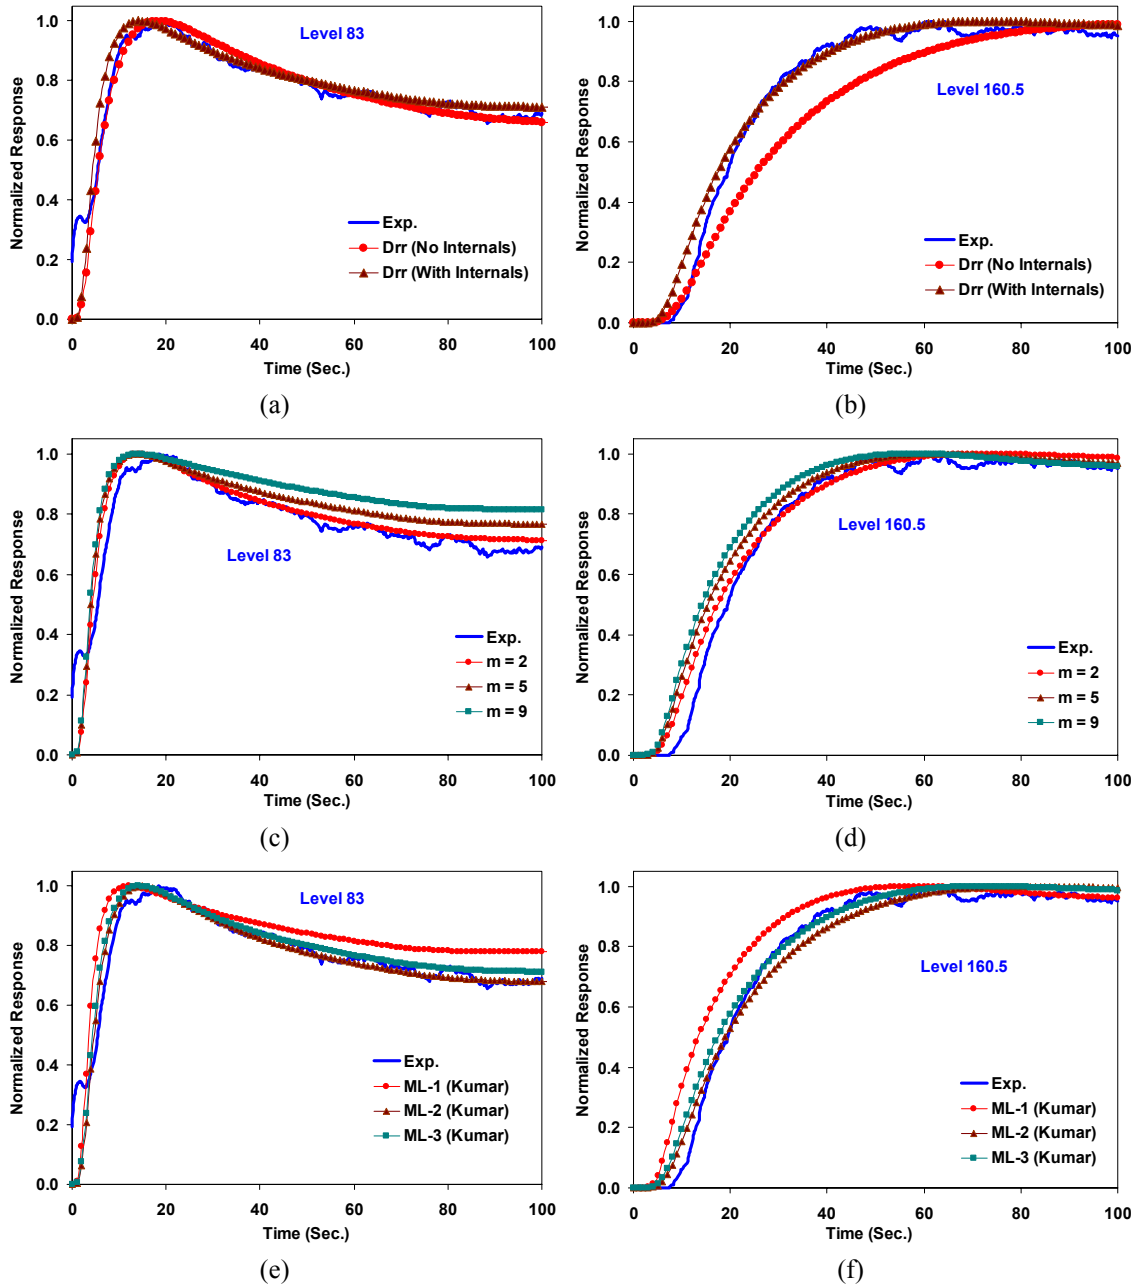 Normalized Response
1.0
0.8
0.6
0.4
0.2
0.0
Level 83
Exp.
Drr (No Internals)
Drr (With Internals)
0 20 40 60 80 100
Time (Sec.)
(a)
Normalized Response
1.0
0.8
0.6
0.4
0.2
0.0
Level 160.5
Exp.
Drr (No Internals)
Drr (With Internals)
0 20 40 60 80 100
Time (Sec.)
(b)
Normalized Response
1.0
0.8
0.6
0.4
0.2
0.0
Level 83
Exp.
m = 2
m = 5
m = 9
0 20 40 60 80 100
Time (Sec.)
(c)
Normalized Response
1.0
0.8
0.6
0.4
0.2
0.0
Level 160.5
Exp.
m = 2
m = 5
m = 9
0 20 40 60 80 100
Time (Sec.)
(d)
Normalized Response
1.0
0.8
0.6
0.4
0.2
0.0
Level 83
Exp.
ML-1 (Kumar)
ML-2 (Kumar)
ML-3 (Kumar)
0 20 40 60 80 100
Time (Sec.)
(e)
Normalized Response
1.0
0.8
0.6
0.4
0.2
0.0
Level 160.5
Exp.
ML-1 (Kumar)
ML-2 (Kumar)
ML-3 (Kumar)
0 20 40 60 80 100
Time (Sec.)
(f)